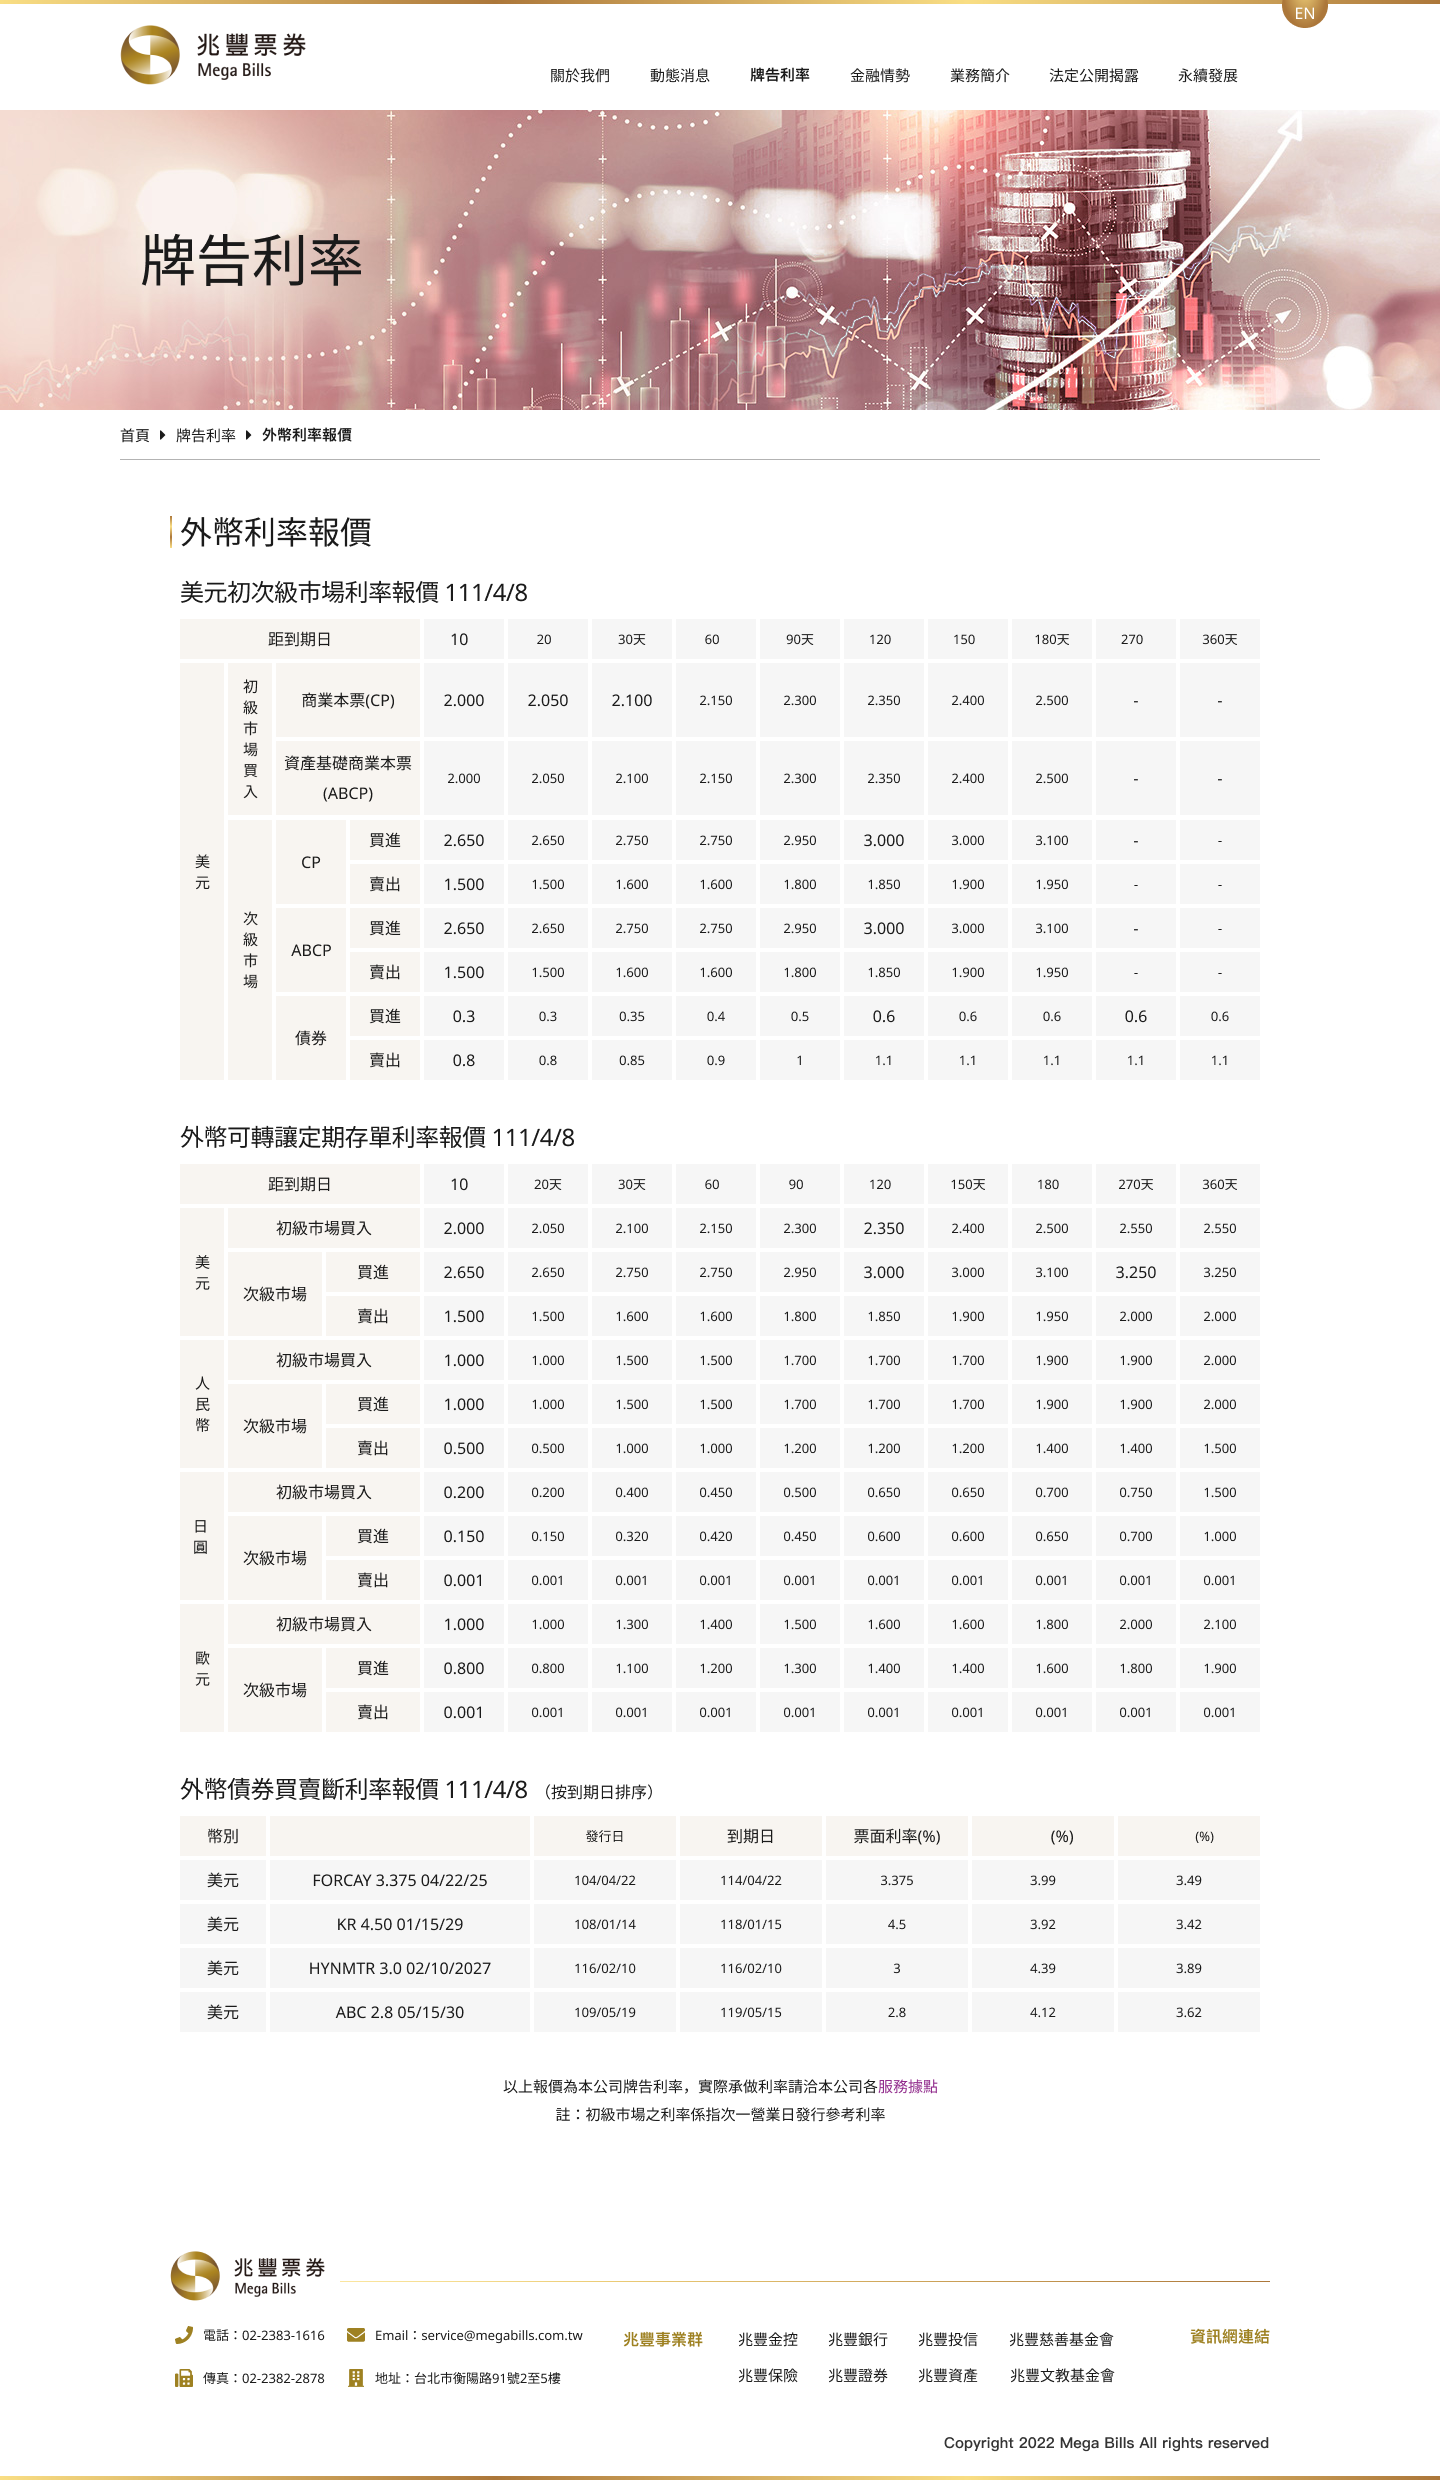 EN
兆豐票券
Mega Bills
關於我們 動態消息 牌告利率 金融情勢 業務簡介 法定公開揭露 永續發展
牌告利率
首頁 牌告利率 外幣利率報價
外幣利率報價
美元初次級市場利率報價 111/4/8
距到期日 10 20 30天 60 90天 120 150 180天 270 360天
美元 初級市場買入 商業本票(CP) 2.000 2.050 2.100 2.150 2.300 2.350 2.400 2.500 - -
資產基礎商業本票(ABCP) 2.000 2.050 2.100 2.150 2.300 2.350 2.400 2.500 - -
次級市場 CP 買進 2.650 2.650 2.750 2.750 2.950 3.000 3.000 3.100 - -
賣出 1.500 1.500 1.600 1.600 1.800 1.850 1.900 1.950 - -
ABCP 買進 2.650 2.650 2.750 2.750 2.950 3.000 3.000 3.100 - -
賣出 1.500 1.500 1.600 1.600 1.800 1.850 1.900 1.950 - -
債券 買進 0.3 0.3 0.35 0.4 0.5 0.6 0.6 0.6 0.6 0.6
賣出 0.8 0.8 0.85 0.9 1 1.1 1.1 1.1 1.1 1.1
外幣可轉讓定期存單利率報價 111/4/8
距到期日 10 20天 30天 60 90 120 150天 180 270天 360天
美元 初級市場買入 2.000 2.050 2.100 2.150 2.300 2.350 2.400 2.500 2.550 2.550
次級市場 買進 2.650 2.650 2.750 2.750 2.950 3.000 3.000 3.100 3.250 3.250
賣出 1.500 1.500 1.600 1.600 1.800 1.850 1.900 1.950 2.000 2.000
人民幣 初級市場買入 1.000 1.000 1.500 1.500 1.700 1.700 1.700 1.900 1.900 2.000
次級市場 買進 1.000 1.000 1.500 1.500 1.700 1.700 1.700 1.900 1.900 2.000
賣出 0.500 0.500 1.000 1.000 1.200 1.200 1.200 1.400 1.400 1.500
日圓 初級市場買入 0.200 0.200 0.400 0.450 0.500 0.650 0.650 0.700 0.750 1.500
次級市場 買進 0.150 0.150 0.320 0.420 0.450 0.600 0.600 0.650 0.700 1.000
賣出 0.001 0.001 0.001 0.001 0.001 0.001 0.001 0.001 0.001 0.001
歐元 初級市場買入 1.000 1.000 1.300 1.400 1.500 1.600 1.600 1.800 2.000 2.100
次級市場 買進 0.800 0.800 1.100 1.200 1.300 1.400 1.400 1.600 1.800 1.900
賣出 0.001 0.001 0.001 0.001 0.001 0.001 0.001 0.001 0.001 0.001
外幣債券買賣斷利率報價 111/4/8 （按到期日排序）
幣別 發行日 到期日 票面利率(%) (%) (%)
美元 FORCAY 3.375 04/22/25 104/04/22 114/04/22 3.375 3.99 3.49
美元 KR 4.50 01/15/29 108/01/14 118/01/15 4.5 3.92 3.42
美元 HYNMTR 3.0 02/10/2027 116/02/10 116/02/10 3 4.39 3.89
美元 ABC 2.8 05/15/30 109/05/19 119/05/15 2.8 4.12 3.62
以上報價為本公司牌告利率，實際承做利率請洽本公司各服務據點
註：初級市場之利率係指次一營業日發行參考利率
兆豐票券
Mega Bills
電話：02-2383-1616 Email：service@megabills.com.tw 兆豐事業群 兆豐金控 兆豐銀行 兆豐投信 兆豐慈善基金會 資訊網連結
傳真：02-2382-2878 地址：台北市衡陽路91號2至5樓 兆豐保險 兆豐證券 兆豐資產 兆豐文教基金會
Copyright 2022 Mega Bills All rights reserved